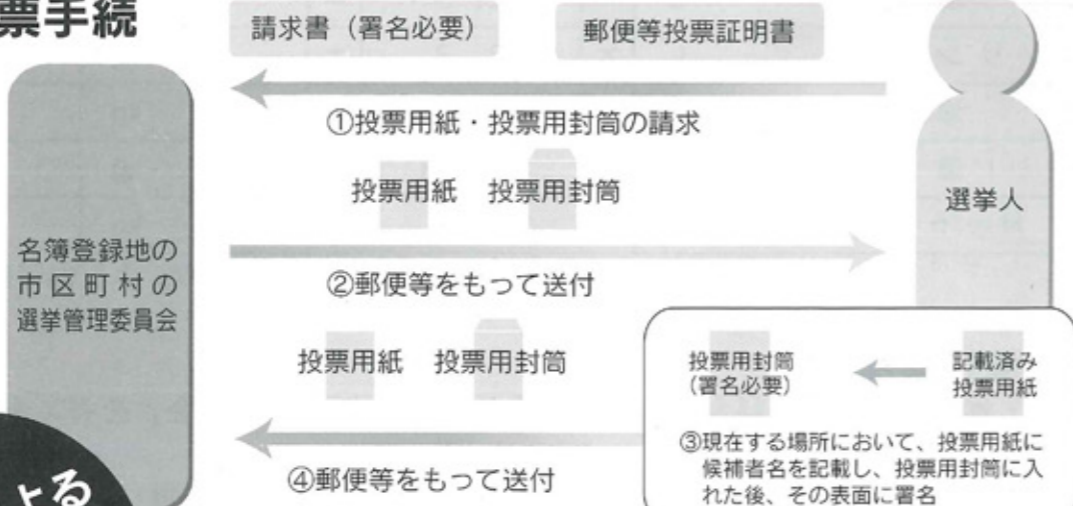 票手続
請求書（署名必要）
郵便等投票証明書
①投票用紙・投票用封筒の請求
投票用紙
投票用封筒
選挙人
名簿登録地の
市区町村の
選挙管理委員会
②郵便等をもって送付
投票用紙
投票用封筒
投票用封筒
（署名必要）
記載済み
投票用紙
③現在する場所において、投票用紙に
候補者名を記載し、投票用封筒に入
れた後、その表面に署名
④郵便等をもって送付
よる